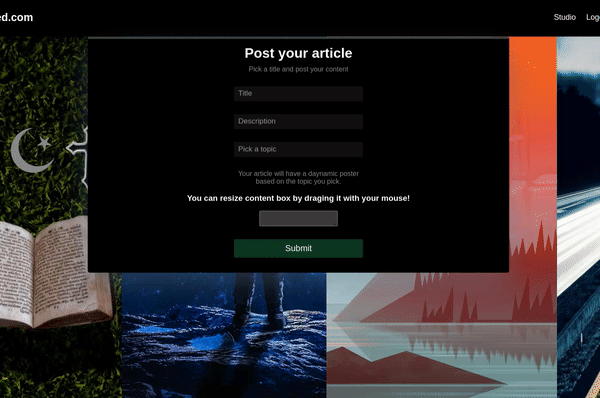 ed.com
Studio
Logo
Post your article
Pick a title and post your content
Title
Description
Pick a topic
Your article will have a daynamic poster
based on the topic you pick.
You can resize content box by draging it with your mouse!
Submit